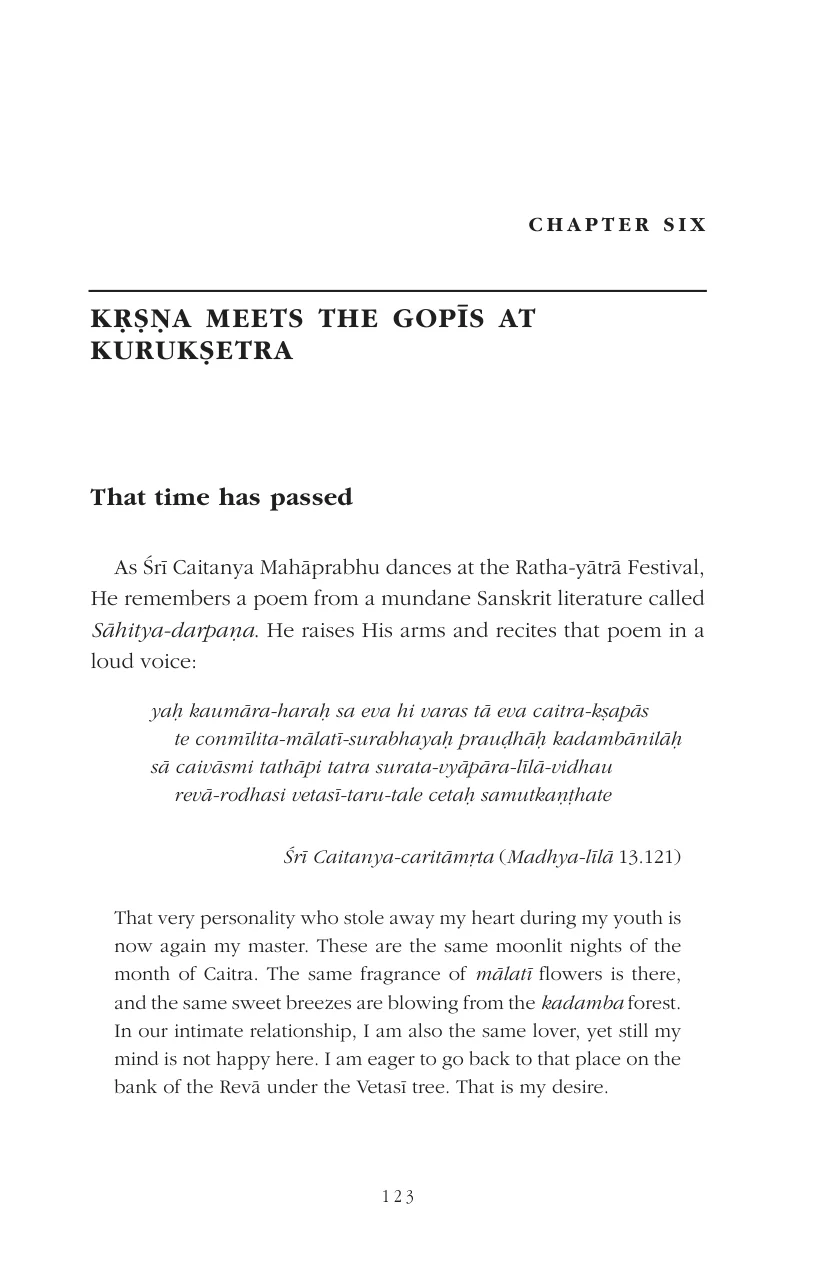 CHAPTER SIX
KṚṢṆA MEETS THE GOPĪS AT
KURUKṢETRA
That time has passed
As Śrī Caitanya Mahāprabhu dances at the Ratha-yātrā Festival,
He remembers a poem from a mundane Sanskrit literature called
Sāhitya-darpaṇa. He raises His arms and recites that poem in a
loud voice:
yaḥ kaumāra-haraḥ sa eva hi varas tā eva caitra-kṣapās
te conmīlita-mālatī-surabhayaḥ prauḍhāḥ kadambānilāḥ
sā caivāsmi tathāpi tatra surata-vyāpāra-līlā-vidhau
revā-rodhasi vetasī-taru-tale cetaḥ samutkaṇṭhate
Śrī Caitanya-caritāmṛta (Madhya-līlā 13.121)
That very personality who stole away my heart during my youth is
now again my master. These are the same moonlit nights of the
month of Caitra. The same fragrance of mālatī flowers is there,
and the same sweet breezes are blowing from the kadamba forest.
In our intimate relationship, I am also the same lover, yet still my
mind is not happy here. I am eager to go back to that place on the
bank of the Revā under the Vetasī tree. That is my desire.
123